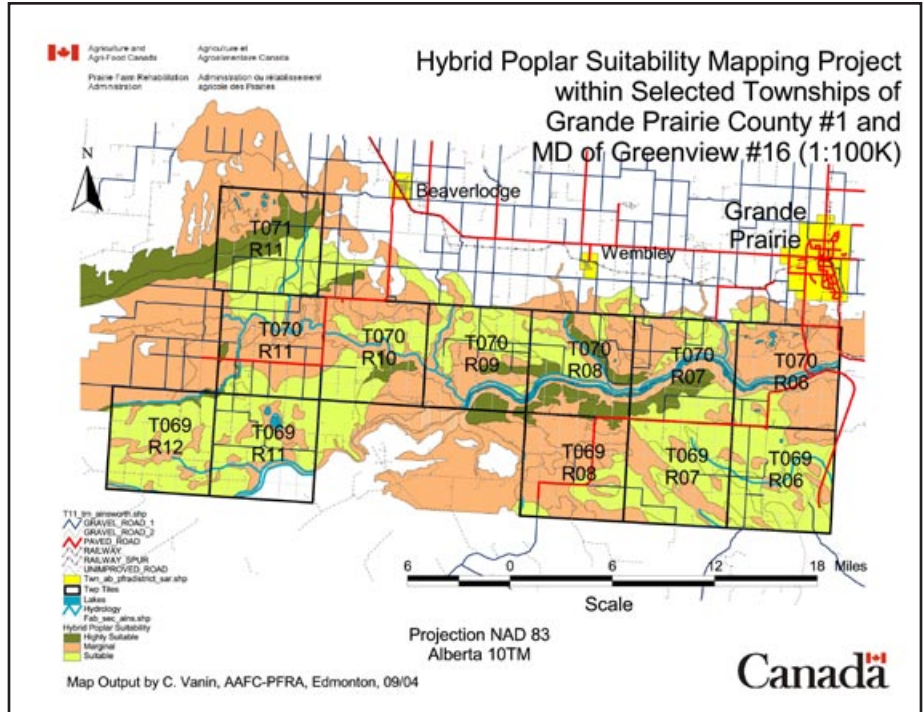 Agriculture and
Agri-Food Canada
Agriculture et
Agroalimentaire Canada
Prairie Farm Rehabilitation
Administration
Administration du rétablissement
agricole des Prairies
Hybrid Poplar Suitability Mapping Project
within Selected Townships of
Grande Prairie County #1 and
MD of Greenview #16 (1:100K)
N
Beaverlodge
Grande
Prairie
Wembley
T071
R11
T070
R11
T070
R10
T070
R09
T070
R08
T070
R07
T070
R06
T069
R12
T069
R11
T069
R08
T069
R07
T069
R06
GRAVEL_ROAD_1
GRAVEL_ROAD_2
PAVED_ROAD
RAILWAY
RAILWAY_SPUR
UNIMPROVED_ROAD
Twn_ab_pfradistrict_sar.shp
Two Tiles
Lakes
Hydrology
Fab_sec_ains.shp
Hybrid Poplar Suitability
Highly Suitable
Marginal
Suitable
6 0 6 12 18 Miles
Scale
Projection NAD 83
Alberta 10TM
Map Output by C. Vanin, AAFC-PFRA, Edmonton, 09/04
Canada